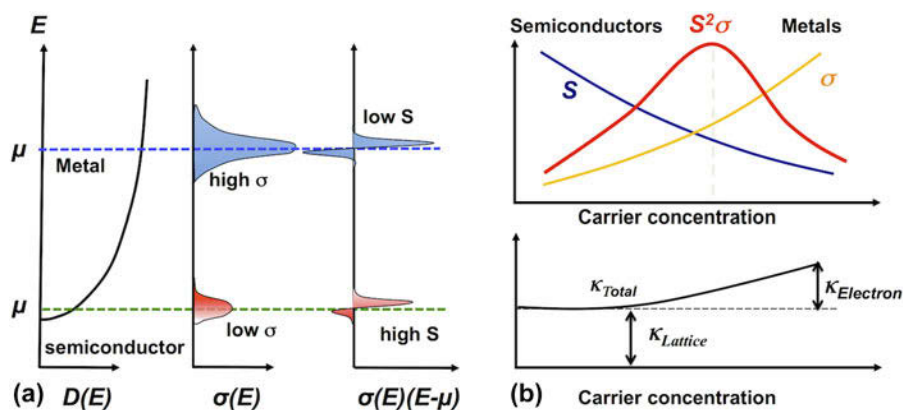 E
μ
Metal
high σ
low S
μ
semiconductor
low σ
high S
(a)
D(E)
σ(E)
σ(E)(E-μ)
Semiconductors
S²σ
Metals
S
σ
Carrier concentration
κTotal
κElectron
κLattice
(b)
Carrier concentration